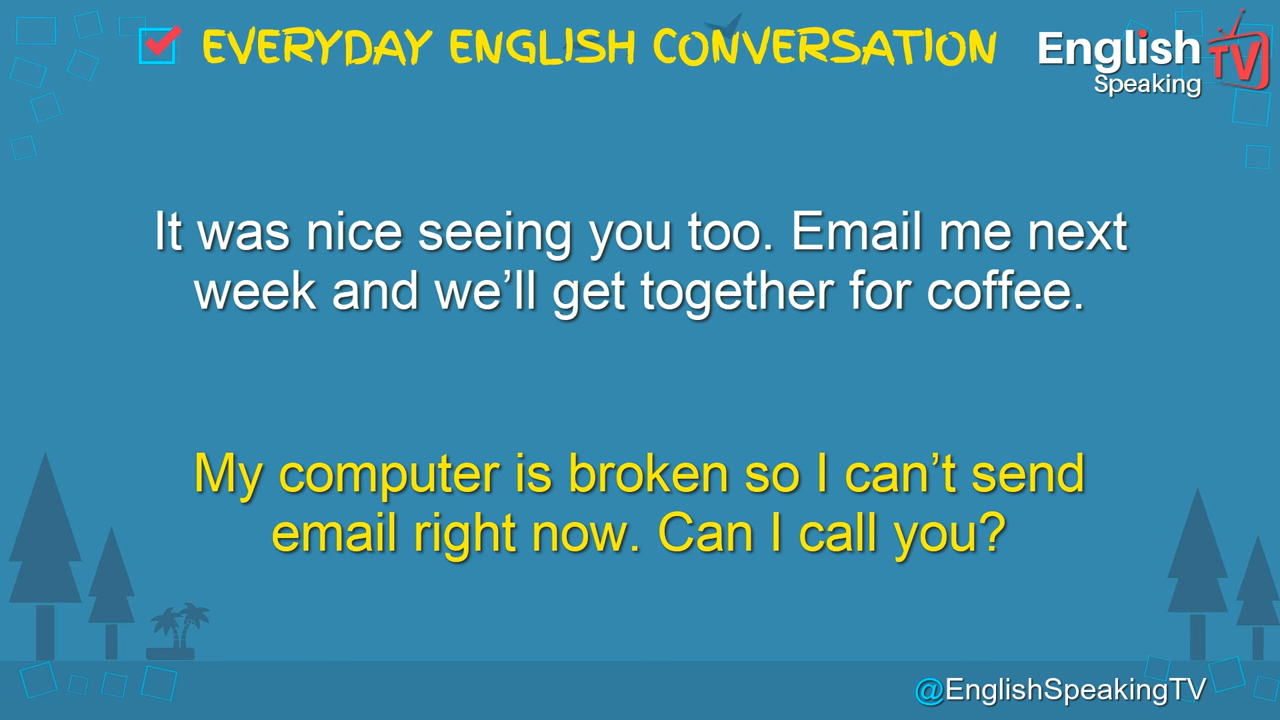 EVERYDAY ENGLISH CONVERSATION
English
TV
Speaking
It was nice seeing you too. Email me next
week and we’ll get together for coffee.
My computer is broken so I can’t send
email right now. Can I call you?
@EnglishSpeakingTV